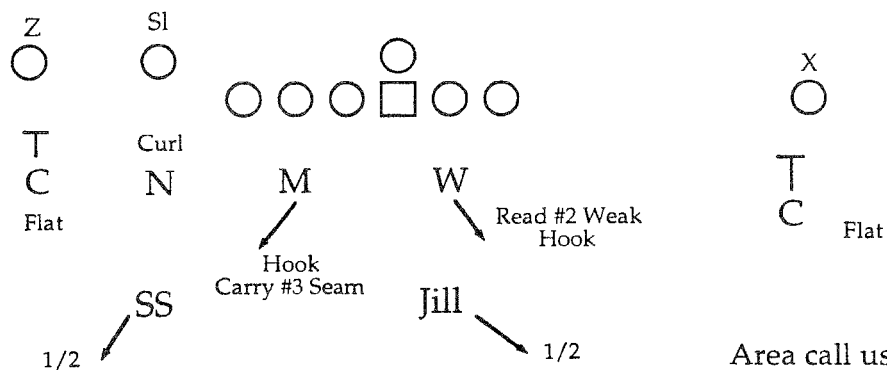 Z
Sl
X
T
Curl
T
C
N
M
W
C
Flat
Read #2 Weak
Hook
Flat
Hook
Carry #3 Seam
SS
Jill
1/2
1/2
Area call us